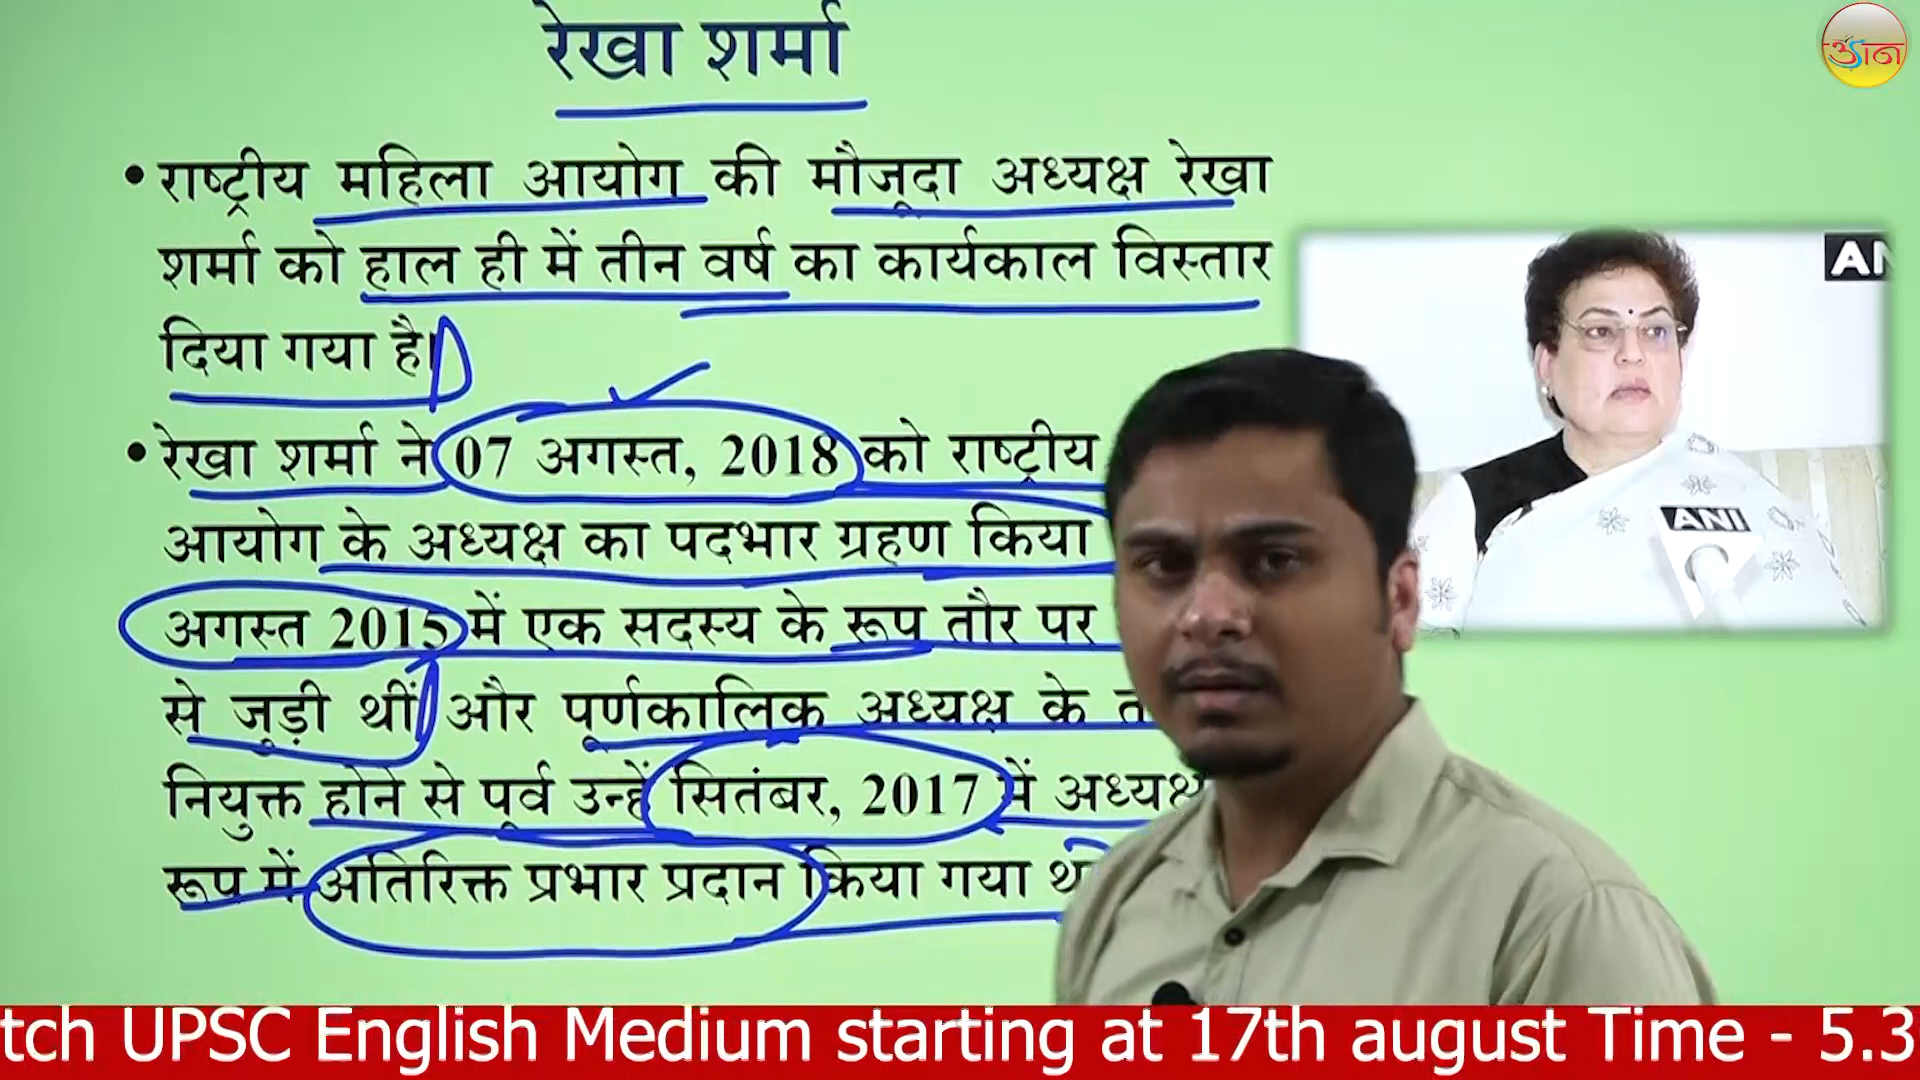 रेखा शर्मा
उड़ान
• राष्ट्रीय महिला आयोग की मौजूदा अध्यक्ष रेखा
शर्मा को हाल ही में तीन वर्ष का कार्यकाल विस्तार
दिया गया है।
AN
• रेखा शर्मा ने 07 अगस्त, 2018 को राष्ट्रीय
आयोग के अध्यक्ष का पदभार ग्रहण किया
ANI
अगस्त 2015 में एक सदस्य के रूप तौर पर
से जुड़ी थीं और पूर्णकालिक अध्यक्ष के
नियुक्त होने से पूर्व उन्हें सितंबर, 2017 में अध्यक्ष
रूप में अतिरिक्त प्रभार प्रदान किया गया
tch UPSC English Medium starting at 17th august Time - 5.3